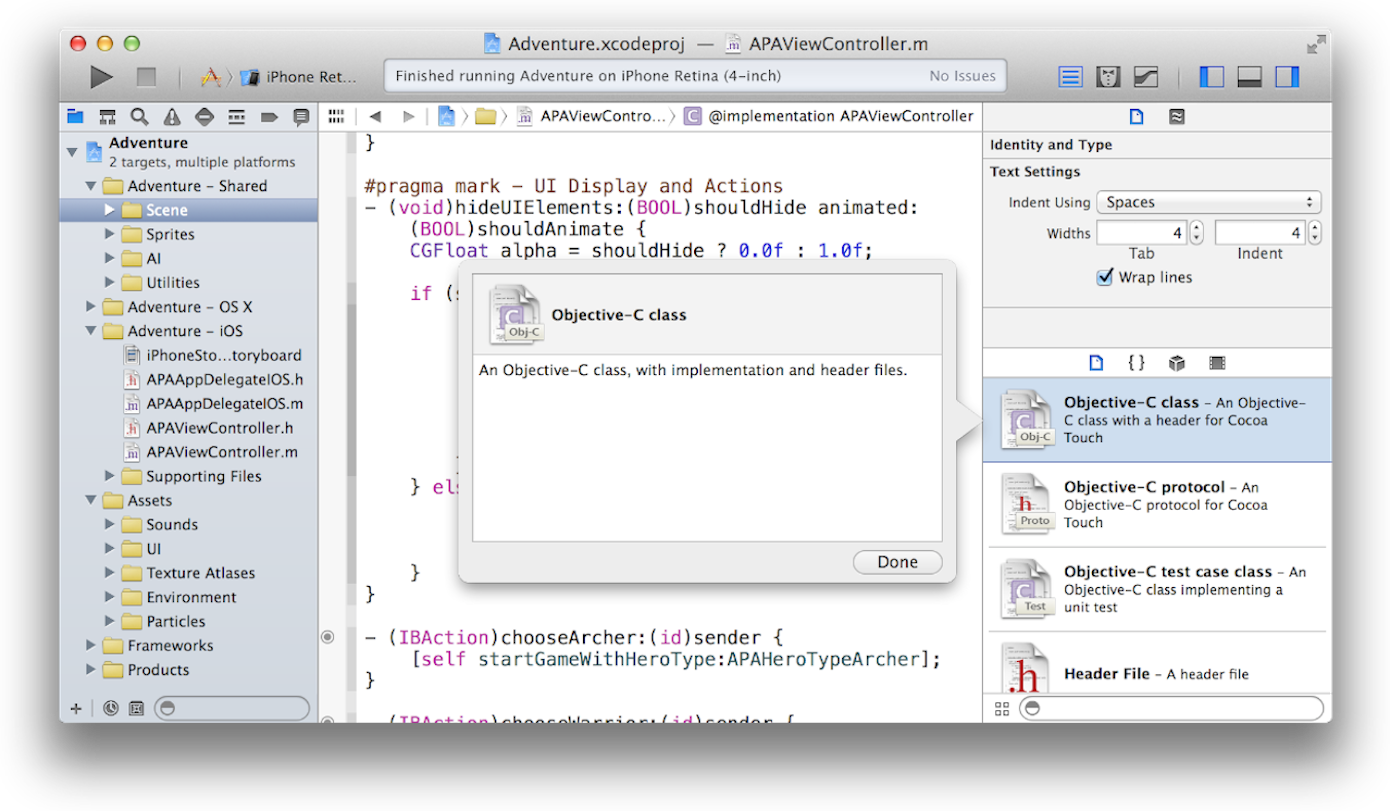 Adventure.xcodeproj — APAViewController.m
iPhone Ret...
Finished running Adventure on iPhone Retina (4-inch)
No Issues
Adventure
2 targets, multiple platforms
Adventure – Shared
Scene
Sprites
AI
Utilities
Adventure – OS X
Adventure – iOS
iPhoneSto...toryboard
APAAppDelegateIOS.h
APAAppDelegateIOS.m
APAViewController.h
APAViewController.m
Supporting Files
Assets
Sounds
UI
Texture Atlases
Environment
Particles
Frameworks
Products
APAViewContro... @implementation APAViewController
}
#pragma mark – UI Display and Actions
– (void)hideUIElements:(BOOL)shouldHide animated:
(BOOL)shouldAnimate {
CGFloat alpha = shouldHide ? 0.0f : 1.0f;
if (
} els
}
}
– (IBAction)chooseArcher:(id)sender {
[self startGameWithHeroType:APAHeroTypeArcher];
}
– (IBAction)chooseWarrior:(id)sender {
Obj-C
Objective-C class
An Objective-C class, with implementation and header files.
Done
Identity and Type
Text Settings
Indent Using Spaces
Widths 4 4
Tab Indent
Wrap lines
{ }
Obj-C
Objective-C class – An Objective-
C class with a header for Cocoa
Touch
.h
Proto
Objective-C protocol – An
Objective-C protocol for Cocoa
Touch
Test
Objective-C test case class – An
Objective-C class implementing a
unit test
.h
Header File – A header file